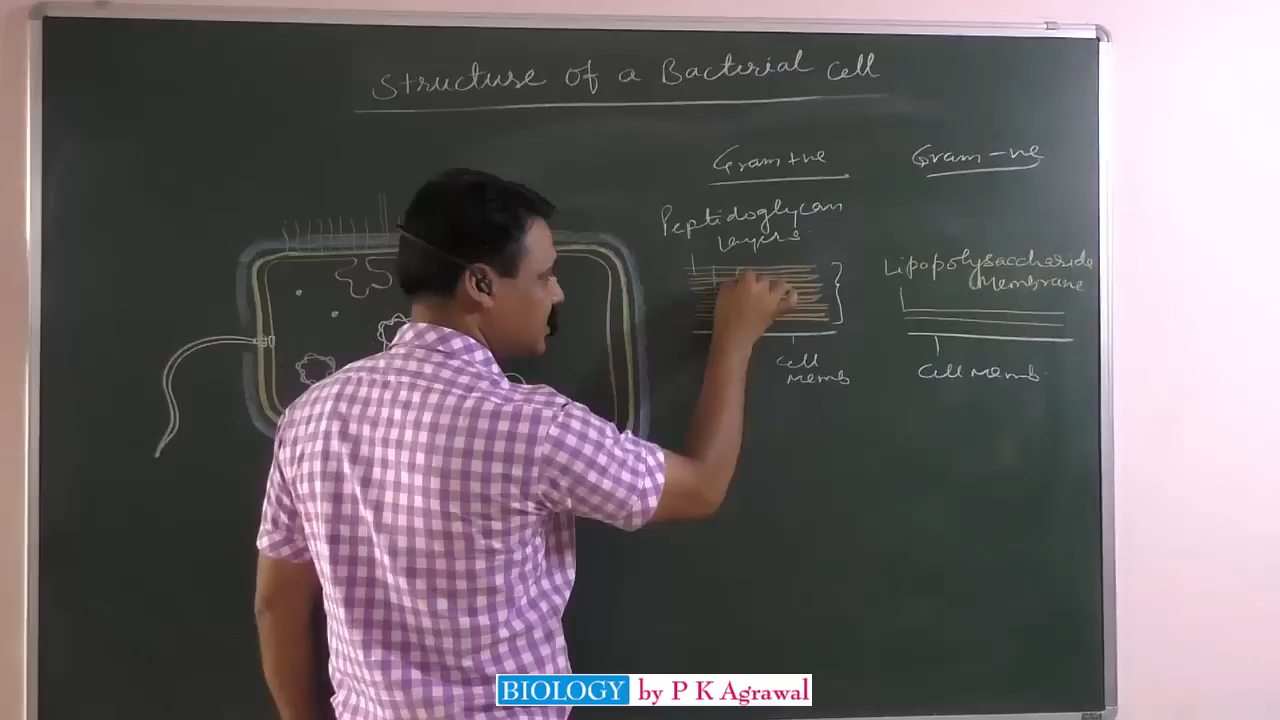 Structure of a Bacterial Cell
Gram +ve
Gram -ve
Peptidoglycan
layers
Lipopolysaccharide
Membrane
Cell
Memb
Cell Memb.
BIOLOGY by P K Agrawal